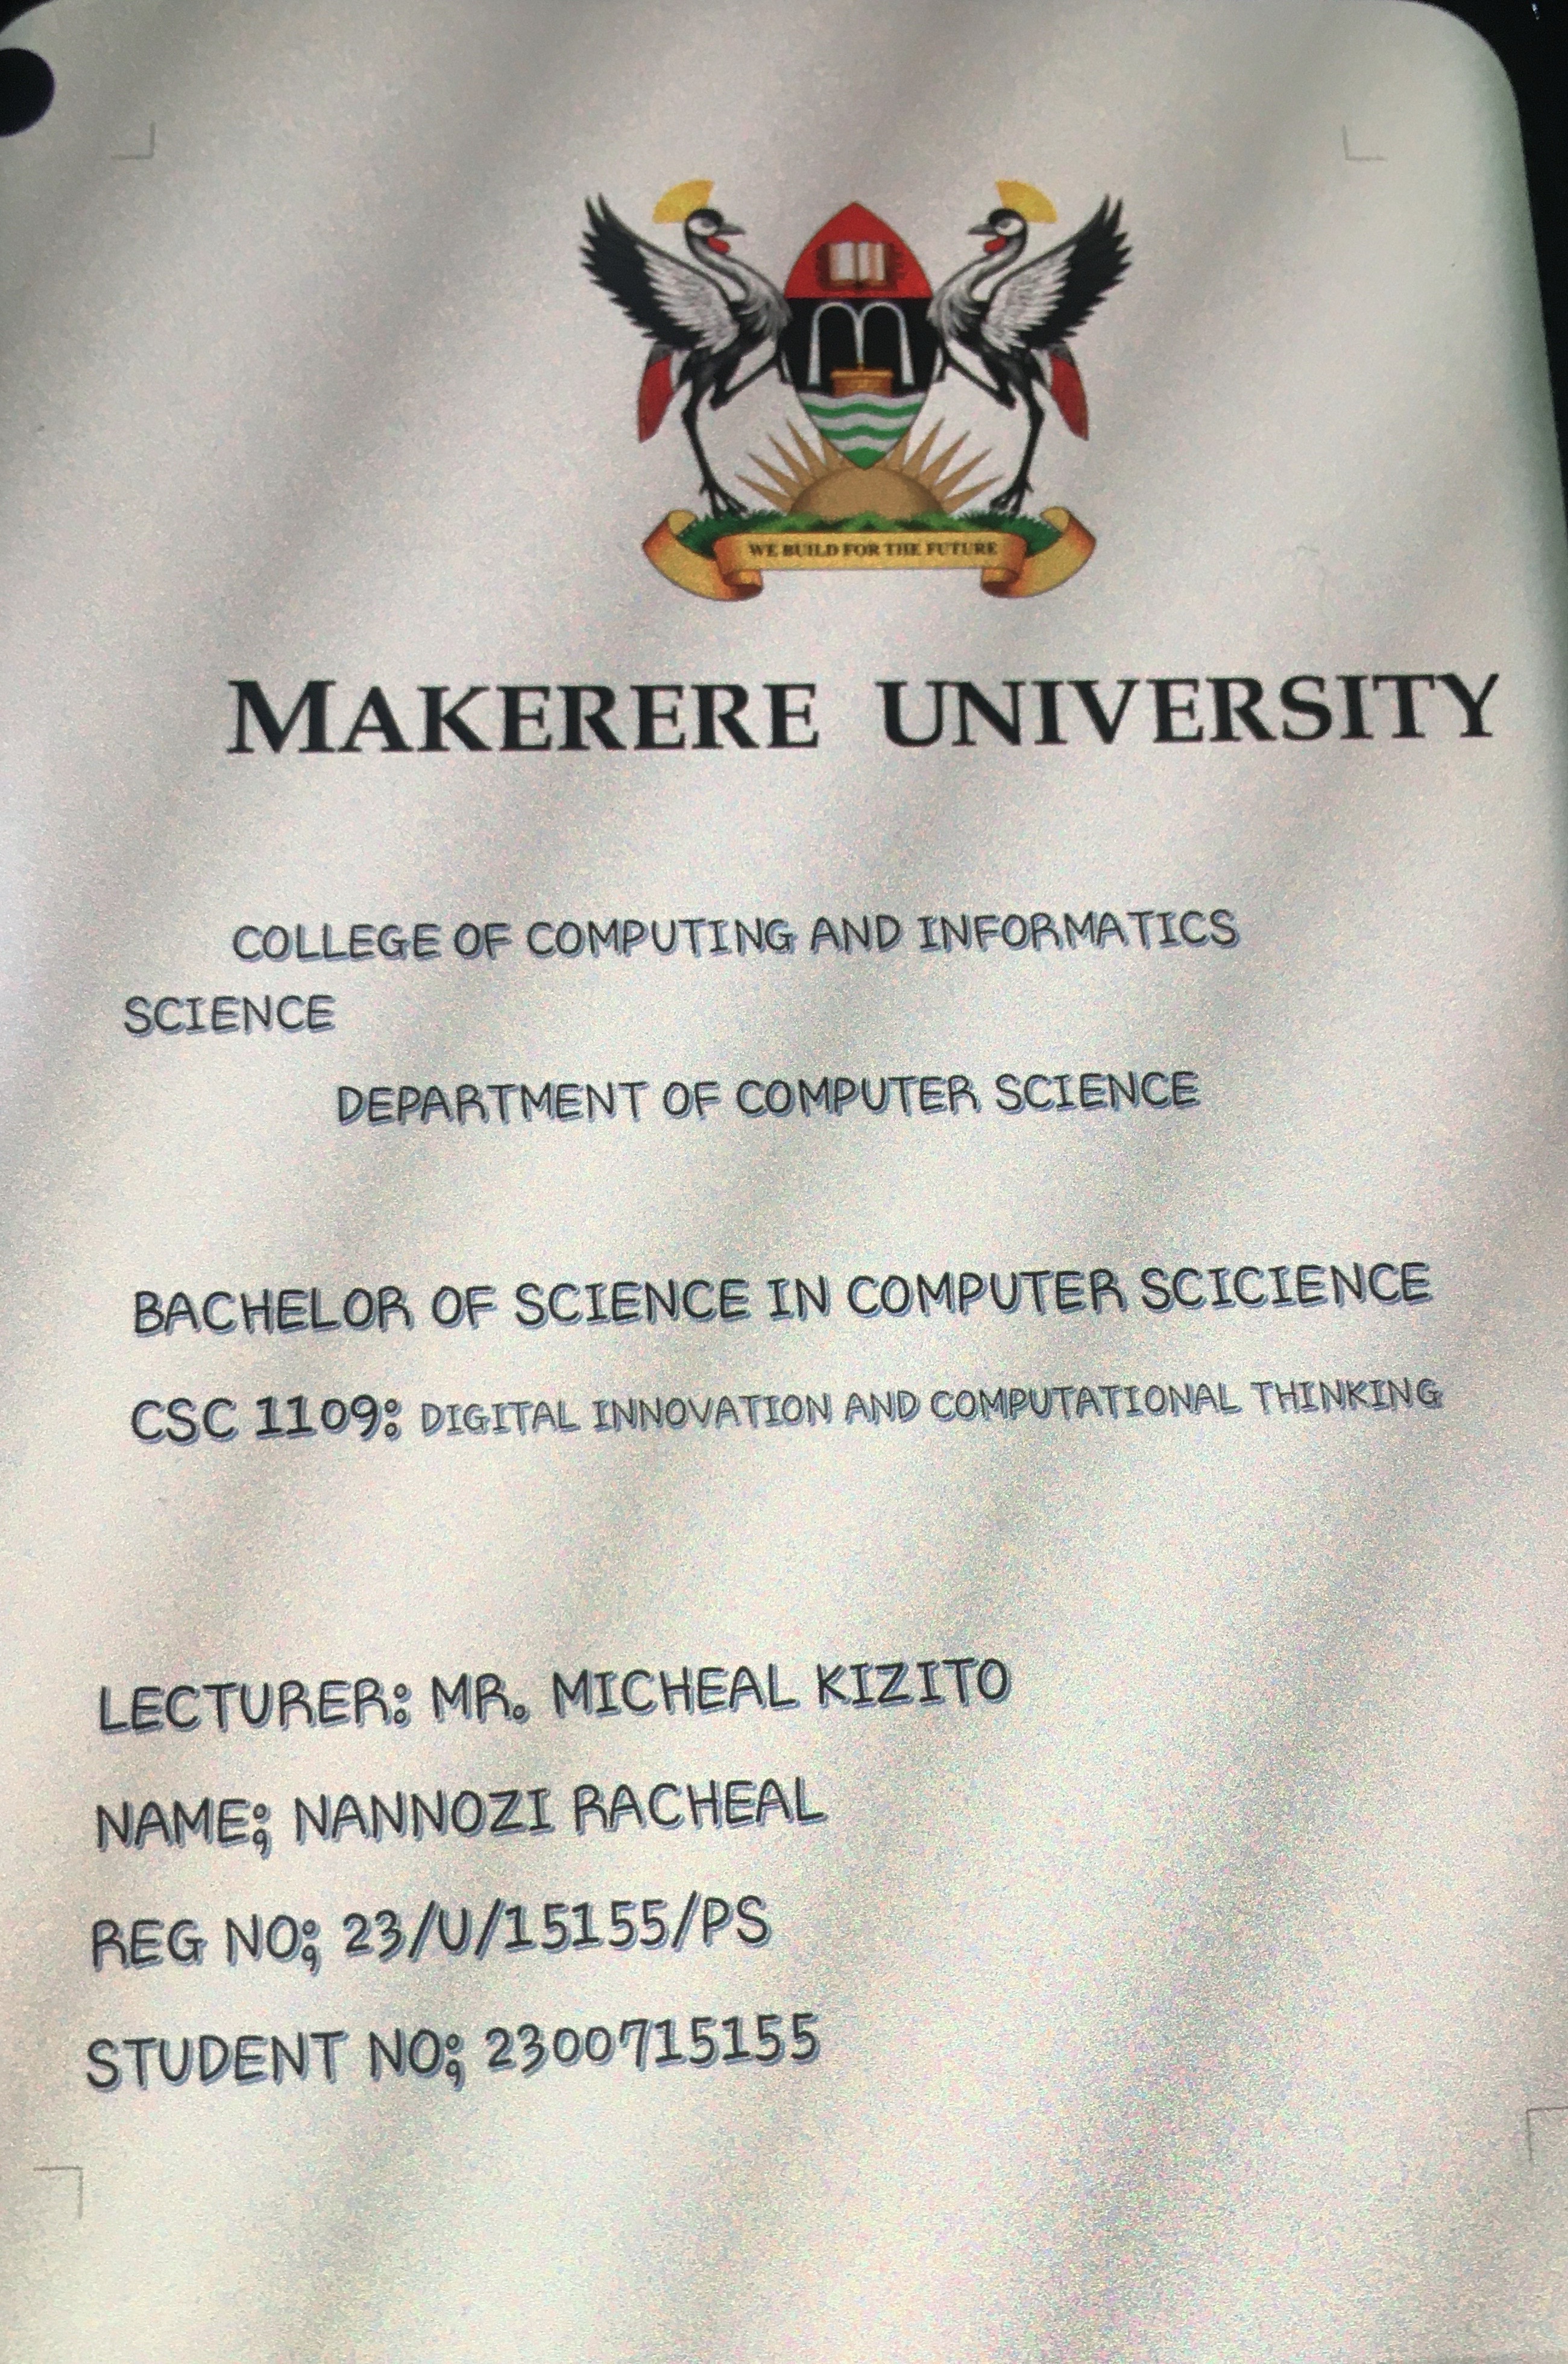 WE BUILD FOR THE FUTURE
MAKERERE UNIVERSITY
COLLEGE OF COMPUTING AND INFORMATICS
SCIENCE
DEPARTMENT OF COMPUTER SCIENCE
BACHELOR OF SCIENCE IN COMPUTER SCICIENCE
CSC 1109: DIGITAL INNOVATION AND COMPUTATIONAL THINKING
LECTURER: MR. MICHEAL KIZITO
NAME; NANNOZI RACHEAL
REG NO; 23/U/15155/PS
STUDENT NO; 2300715155